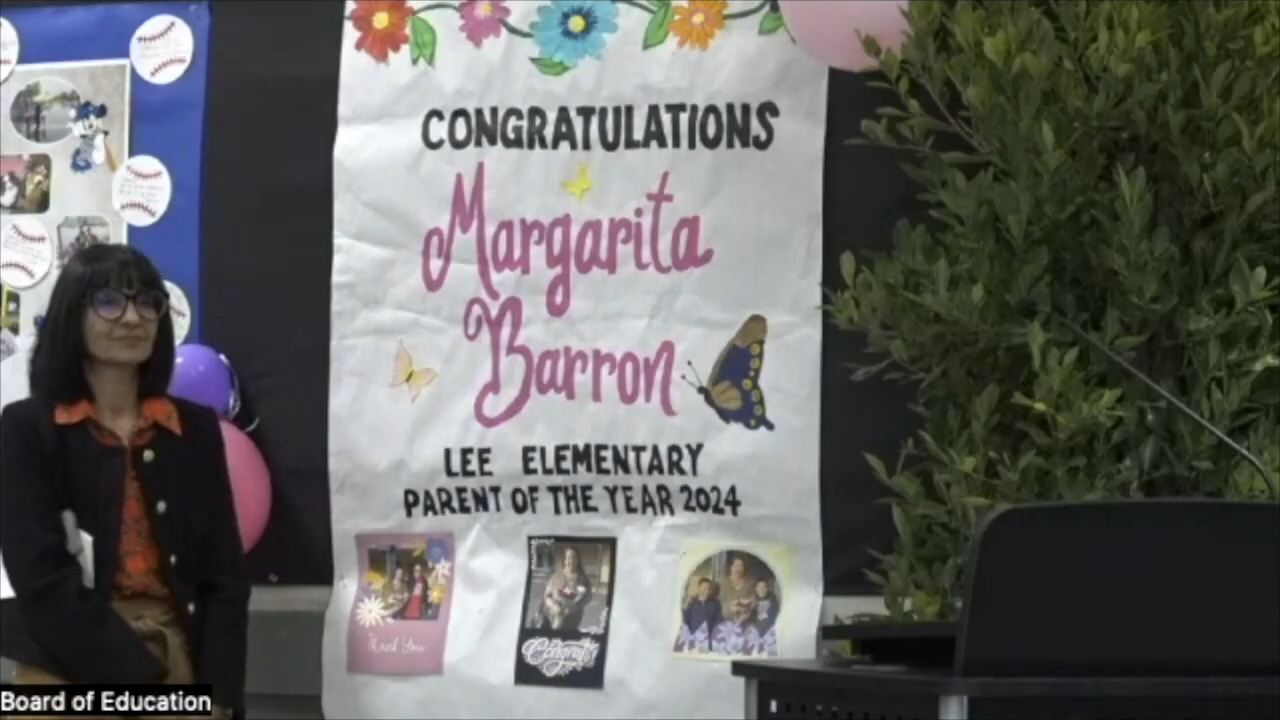 CONGRATULATIONS
Margarita
Barron
LEE ELEMENTARY
PARENT OF THE YEAR 2024
Thank You
Congrats
Board of Education